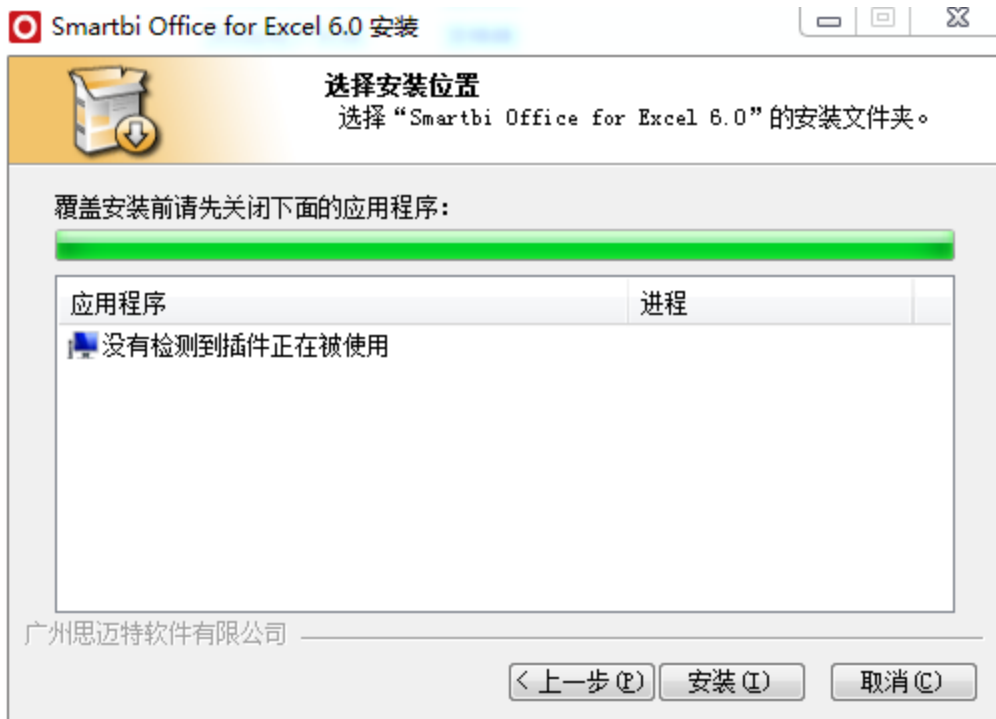 Smartbi Office for Excel 6.0 安装
选择安装位置
选择“Smartbi Office for Excel 6.0”的安装文件夹。
覆盖安装前请先关闭下面的应用程序：
应用程序 进程
没有检测到插件正在被使用
广州思迈特软件有限公司
< 上一步(P) 安装(I) 取消(C)